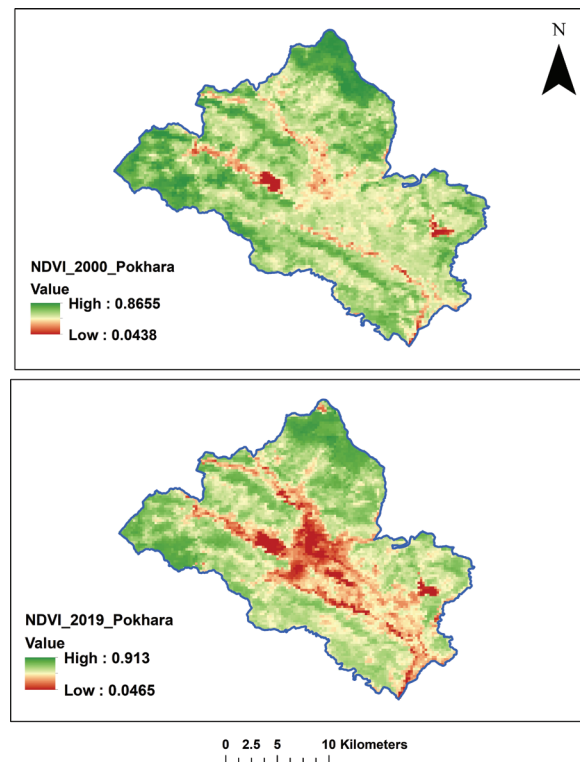 N
NDVI_2000_Pokhara
Value
High : 0.8655
Low : 0.0438
NDVI_2019_Pokhara
Value
High : 0.913
Low : 0.0465
0 2.5 5 10 Kilometers